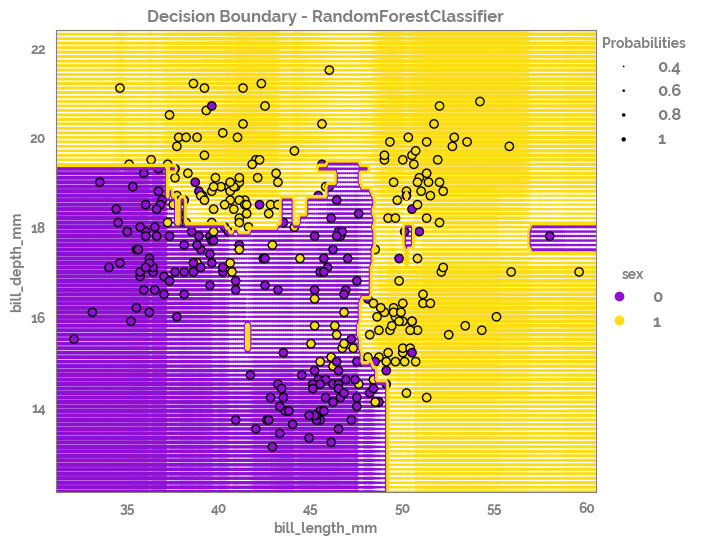 Decision Boundary - RandomForestClassifier
Probabilities
0.4
0.6
0.8
1
sex
0
1
bill_depth_mm
22
20
18
16
14
35 40 45 50 55 60
bill_length_mm